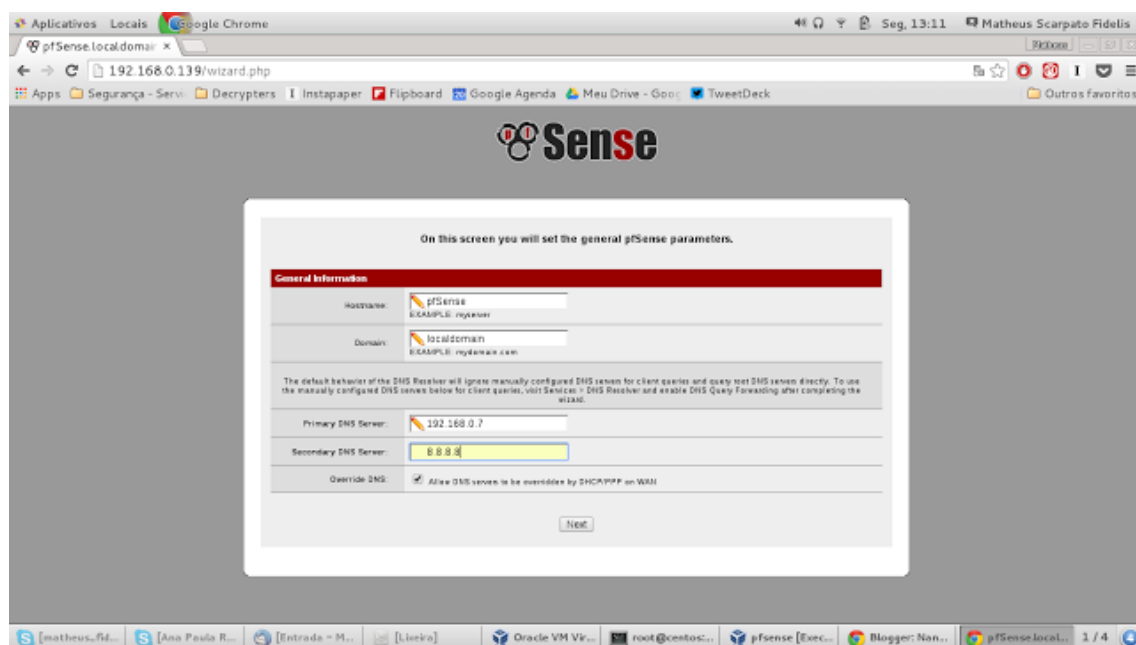 Aplicativos Locais Google Chrome Seg, 13:11 Matheus Scarpato Fidelis
pfSense.localdomair
192.168.0.139/wizard.php
Apps Segurança - Servi Decrypters Instapaper Flipboard Google Agenda Meu Drive - Goog TweetDeck Outros favoritos
Sense
On this screen you will set the general pfSense parameters.
General Information
Hostname: pfSense
EXAMPLE: myserver
Domain: localdomain
EXAMPLE: mydomain.com
The default behavior of the DNS Resolver will ignore manually configured DNS servers for client queries and query root DNS servers directly. To use
the manually configured DNS servers below for client queries, visit Services > DNS Resolver and enable DNS Query Forwarding after completing the
wizard.
Primary DNS Server: 192.168.0.7
Secondary DNS Server: 8.8.8.8
Override DNS: Allow DNS servers to be overridden by DHCP/PPP on WAN
Next
[matheus_fid... [Ana Paula R... [Entrada - M... [Lixeira] Oracle VM Vir... root@centos:... pfsense [Exec... Blogger: Nan... pfSense.local... 1 / 4